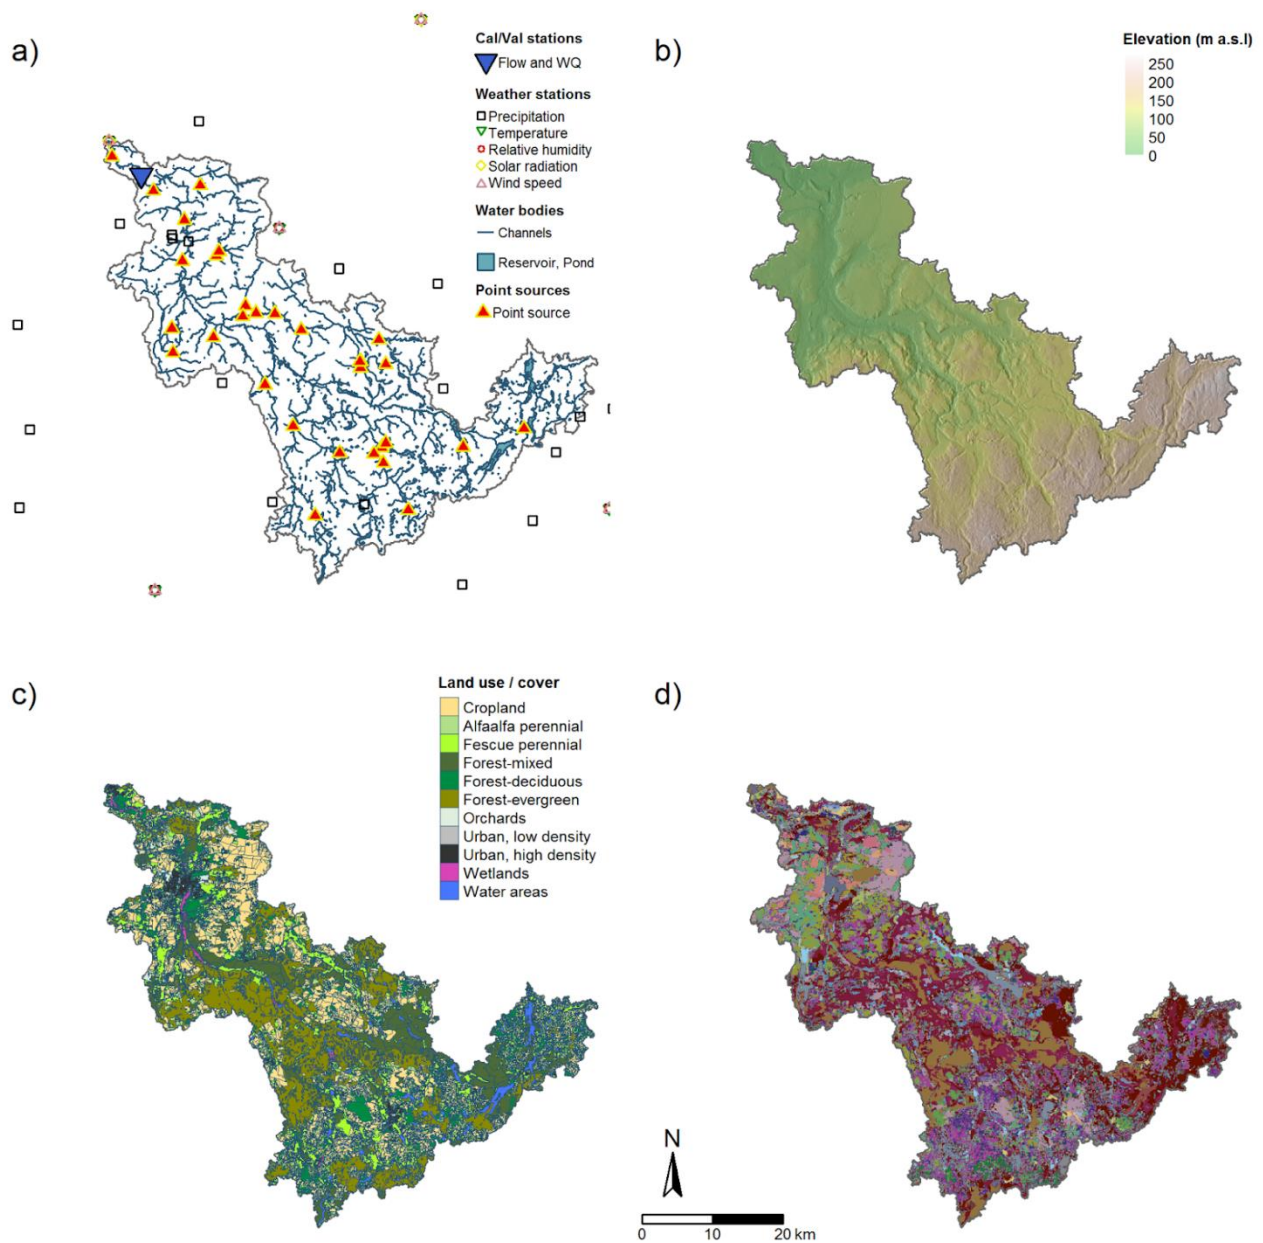 a)
Cal/Val stations
Flow and WQ
Weather stations
Precipitation
Temperature
Relative humidity
Solar radiation
Wind speed
Water bodies
Channels
Reservoir, Pond
Point sources
Point source
b)
Elevation (m a.s.l)
250
200
150
100
50
0
c)
Land use / cover
Cropland
Alfaalfa perennial
Fescue perennial
Forest-mixed
Forest-deciduous
Forest-evergreen
Orchards
Urban, low density
Urban, high density
Wetlands
Water areas
d)
N
0 10 20 km